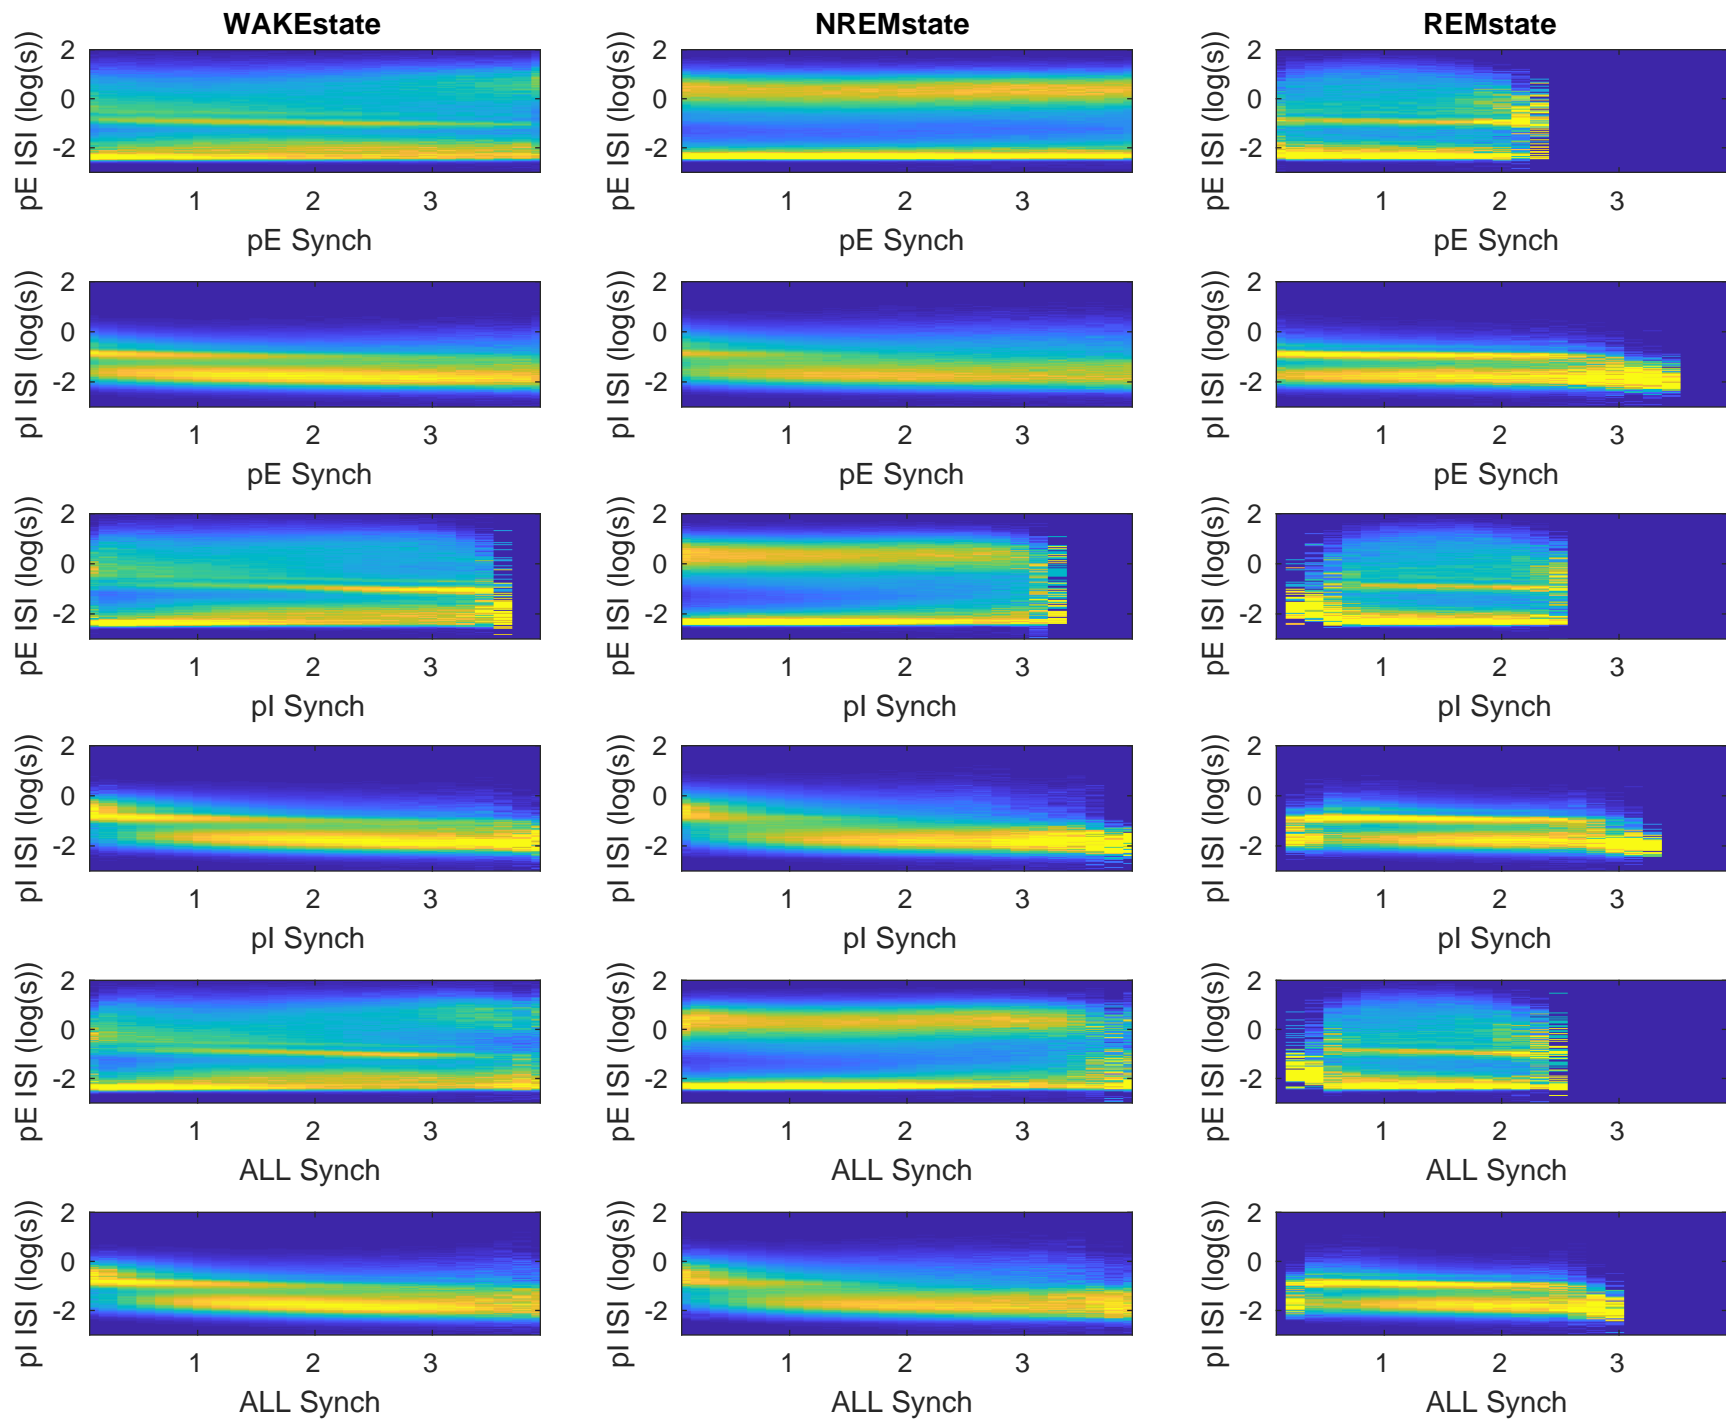 WAKEstate NREMstate REMstate
pE ISI (log(s)) 2 0 -2 pE ISI (log(s)) 2 0 -2 pE ISI (log(s)) 2 0 -2
1 2 3 1 2 3 1 2 3
pE Synch pE Synch pE Synch
pI ISI (log(s)) 2 0 -2 pI ISI (log(s)) 2 0 -2 pI ISI (log(s)) 2 0 -2
1 2 3 1 2 3 1 2 3
pE Synch pE Synch pE Synch
pE ISI (log(s)) 2 0 -2 pE ISI (log(s)) 2 0 -2 pE ISI (log(s)) 2 0 -2
1 2 3 1 2 3 1 2 3
pI Synch pI Synch pI Synch
pI ISI (log(s)) 2 0 -2 pI ISI (log(s)) 2 0 -2 pI ISI (log(s)) 2 0 -2
1 2 3 1 2 3 1 2 3
pI Synch pI Synch pI Synch
pE ISI (log(s)) 2 0 -2 pE ISI (log(s)) 2 0 -2 pE ISI (log(s)) 2 0 -2
1 2 3 1 2 3 1 2 3
ALL Synch ALL Synch ALL Synch
pI ISI (log(s)) 2 0 -2 pI ISI (log(s)) 2 0 -2 pI ISI (log(s)) 2 0 -2
1 2 3 1 2 3 1 2 3
ALL Synch ALL Synch ALL Synch